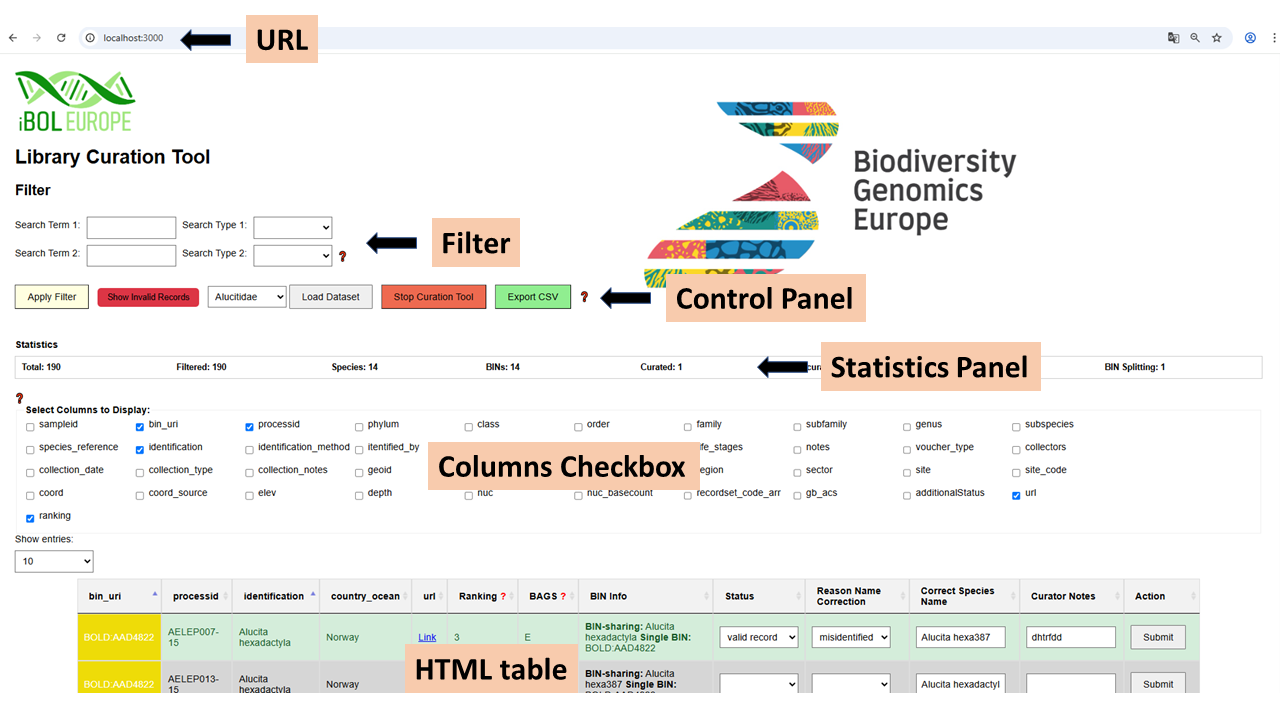 localhost:3000
URL
iBOL EUROPE
Library Curation Tool
Biodiversity
Genomics
Europe
Filter
Search Term 1: Search Type 1:
Search Term 2: Search Type 2: ?
Filter
Apply Filter Show Invalid Records Alucitidae Load Dataset Stop Curation Tool Export CSV ?
Control Panel
Statistics
Total: 190 Filtered: 190 Species: 14 BINs: 14 Curated: 1 BIN Splitting: 1
Statistics Panel
?
Select Columns to Display:
sampleid bin_uri processid phylum class order family subfamily genus subspecies
species_reference identification identification_method itentified_by notes voucher_type collectors
Columns Checkbox
collection_date collection_type collection_notes geoid sector site site_code
coord coord_source elev depth nuc nuc_basecount recordset_code_arr gb_acs additionalStatus url
ranking
Show entries:
10
bin_uri processid identification country_ocean url Ranking ? BAGS ? BIN Info Status Reason Name Correction Correct Species Name Curator Notes Action
BOLD:AAD4822 AELEP007-15 Alucita hexadactyla Norway Link 3 E BIN-sharing: Alucita hexadactyla Single BIN: BOLD:AAD4822 valid record misidentified Alucita hexa387 dhtrfdd Submit
HTML table
BOLD:AAD4822 AELEP013-15 Alucita hexadactyla Norway BIN-sharing: Alucita hexa387 Single BIN: Alucita hexadactyl Submit